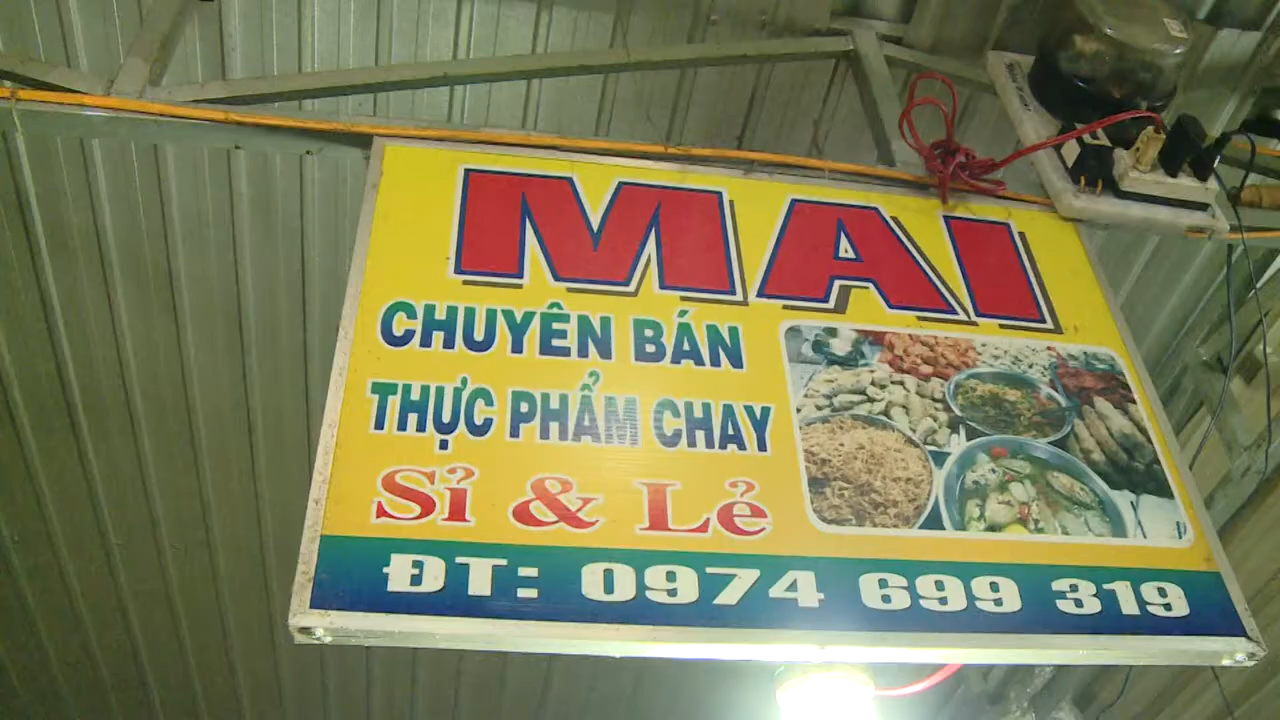 MAI
CHUYÊN BÁN
THỰC PHẨM CHAY
Sỉ & Lẻ
ĐT: 0974 699 319